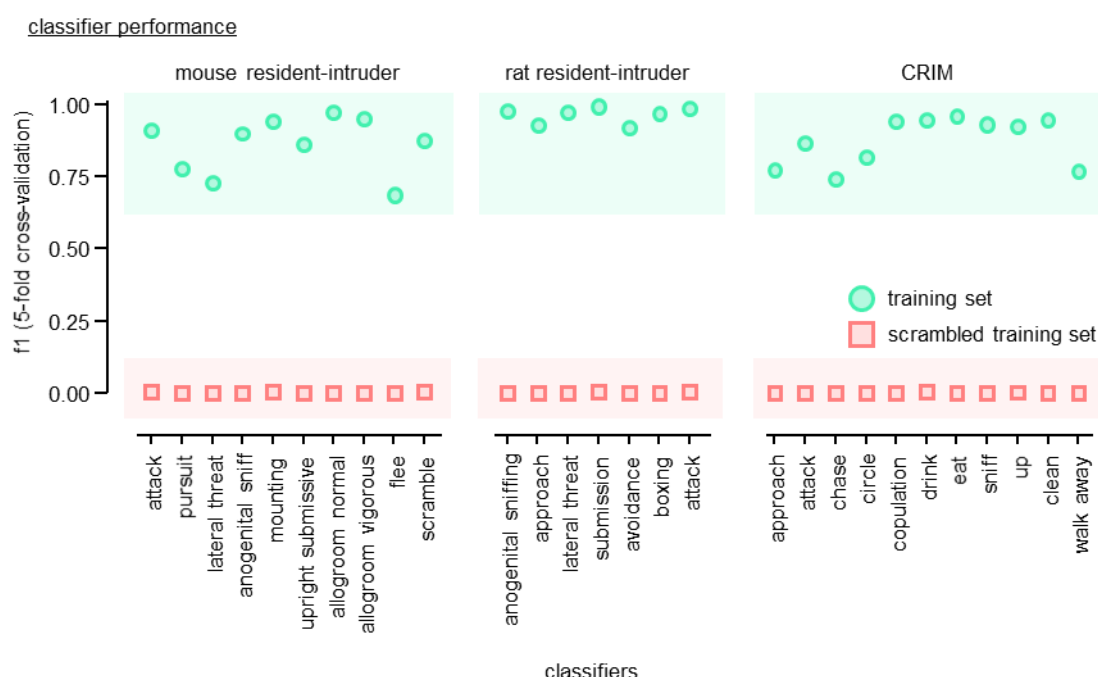 classifier performance
mouse resident-intruder
rat resident-intruder
CRIM
f1 (5-fold cross-validation)
1.00
0.75
0.50
0.25
0.00
training set
scrambled training set
attack
pursuit
lateral threat
anogenital sniff
mounting
upright submissive
allogroom normal
allogroom vigorous
flee
scramble
anogenital sniffing
approach
lateral threat
submission
avoidance
boxing
attack
approach
attack
chase
circle
copulation
drink
eat
sniff
up
clean
walk away
classifiers